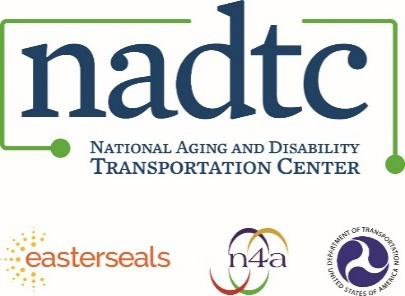 nadtc
NATIONAL AGING AND DISABILITY
TRANSPORTATION CENTER
easterseals
n4a
DEPARTMENT OF TRANSPORTATION
UNITED STATES OF AMERICA